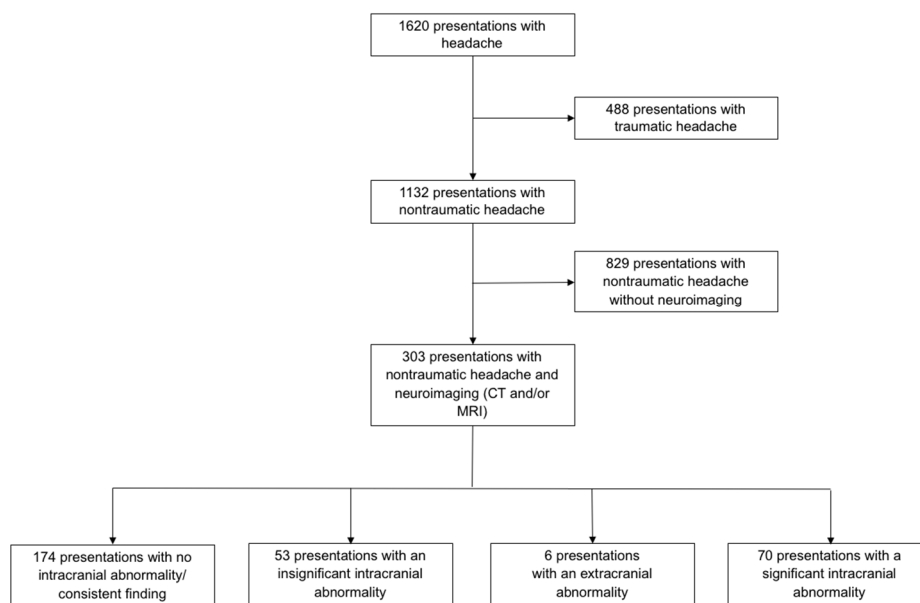 1620 presentations with
headache
488 presentations with
traumatic headache
1132 presentations with
nontraumatic headache
829 presentations with
nontraumatic headache
without neuroimaging
303 presentations with
nontraumatic headache and
neuroimaging (CT and/or
MRI)
174 presentations with no
intracranial abnormality/
consistent finding
53 presentations with an
insignificant intracranial
abnormality
6 presentations
with an extracranial
abnormality
70 presentations with a
significant intracranial
abnormality